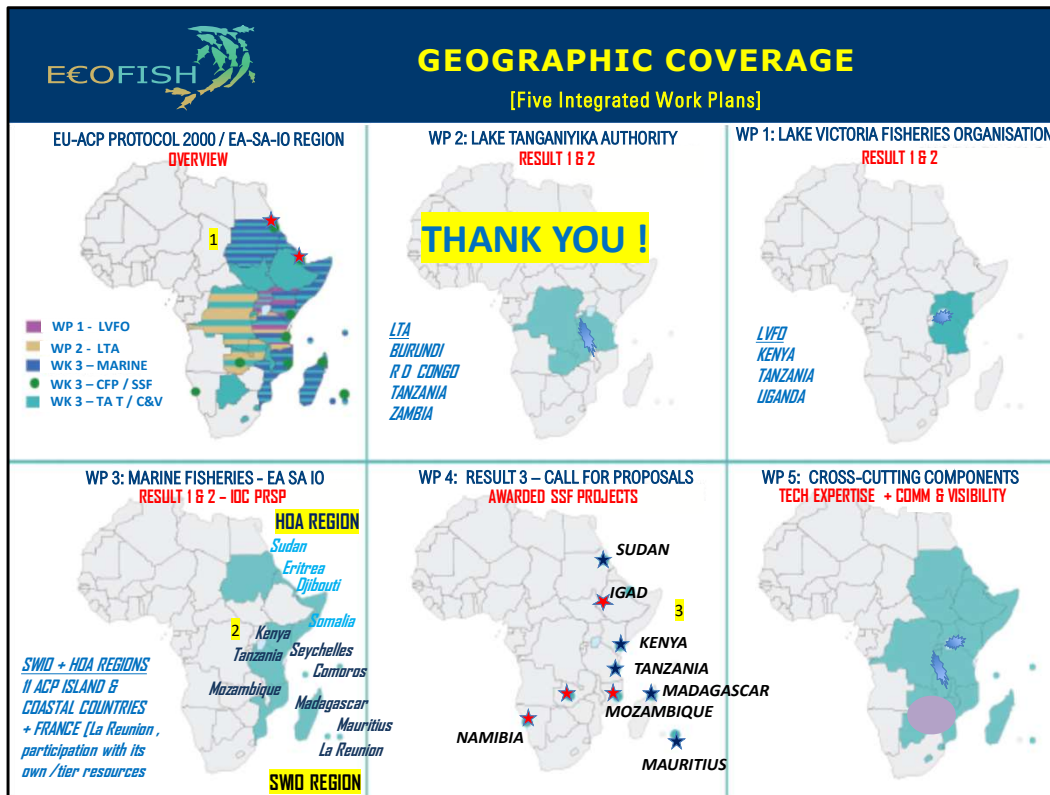 E€OFISH
GEOGRAPHIC COVERAGE
[Five Integrated Work Plans]
EU-ACP PROTOCOL 2000 / EA-SA-IO REGION
OVERVIEW
1
WP 1 - LVFO
WP 2 - LTA
WK 3 – MARINE
WK 3 – CFP / SSF
WK 3 – TA T / C&V
WP 2: LAKE TANGANIYIKA AUTHORITY
RESULT 1 & 2
THANK YOU !
LTA
BURUNDI
R D CONGO
TANZANIA
ZAMBIA
WP 1: LAKE VICTORIA FISHERIES ORGANISATION
RESULT 1 & 2
LVFO
KENYA
TANZANIA
UGANDA
WP 3: MARINE FISHERIES - EA SA IO
RESULT 1 & 2 – IOC PRSP
HOA REGION
Sudan
Eritrea
Djibouti
Somalia
2
Kenya
Tanzania
Seychelles
Comoros
Mozambique
Madagascar
Mauritius
La Reunion
SWIO + HOA REGIONS
11 ACP ISLAND &
COASTAL COUNTRIES
+ FRANCE [La Reunion ,
participation with its
own /tier resources
SWIO REGION
WP 4: RESULT 3 – CALL FOR PROPOSALS
AWARDED SSF PROJECTS
SUDAN
IGAD
3
KENYA
TANZANIA
MADAGASCAR
MOZAMBIQUE
NAMIBIA
MAURITIUS
WP 5: CROSS-CUTTING COMPONENTS
TECH EXPERTISE + COMM & VISIBILITY